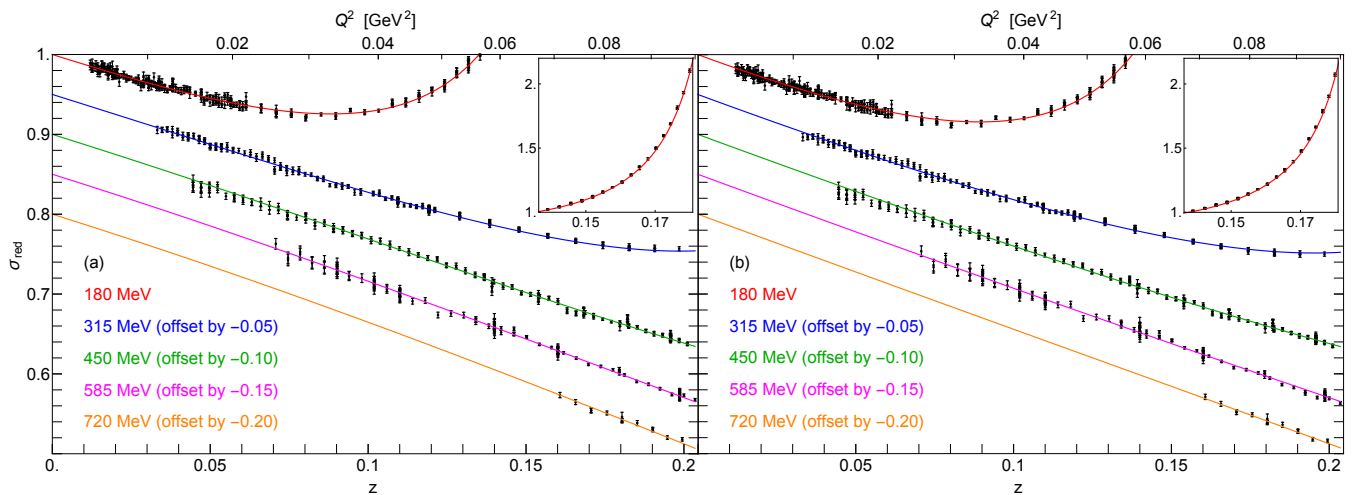 Q² [GeV²]
0.02 0.04 0.06 0.08
1.
0.9
0.8
0.7
0.6
σred
2
1.5
1
0.15 0.17
(a)
180 MeV
315 MeV (offset by −0.05)
450 MeV (offset by −0.10)
585 MeV (offset by −0.15)
720 MeV (offset by −0.20)
0. 0.05 0.1 0.15 0.2
z
Q² [GeV²]
0.02 0.04 0.06 0.08
2
1.5
1
0.15 0.17
(b)
180 MeV
315 MeV (offset by −0.05)
450 MeV (offset by −0.10)
585 MeV (offset by −0.15)
720 MeV (offset by −0.20)
0.05 0.1 0.15 0.2
z